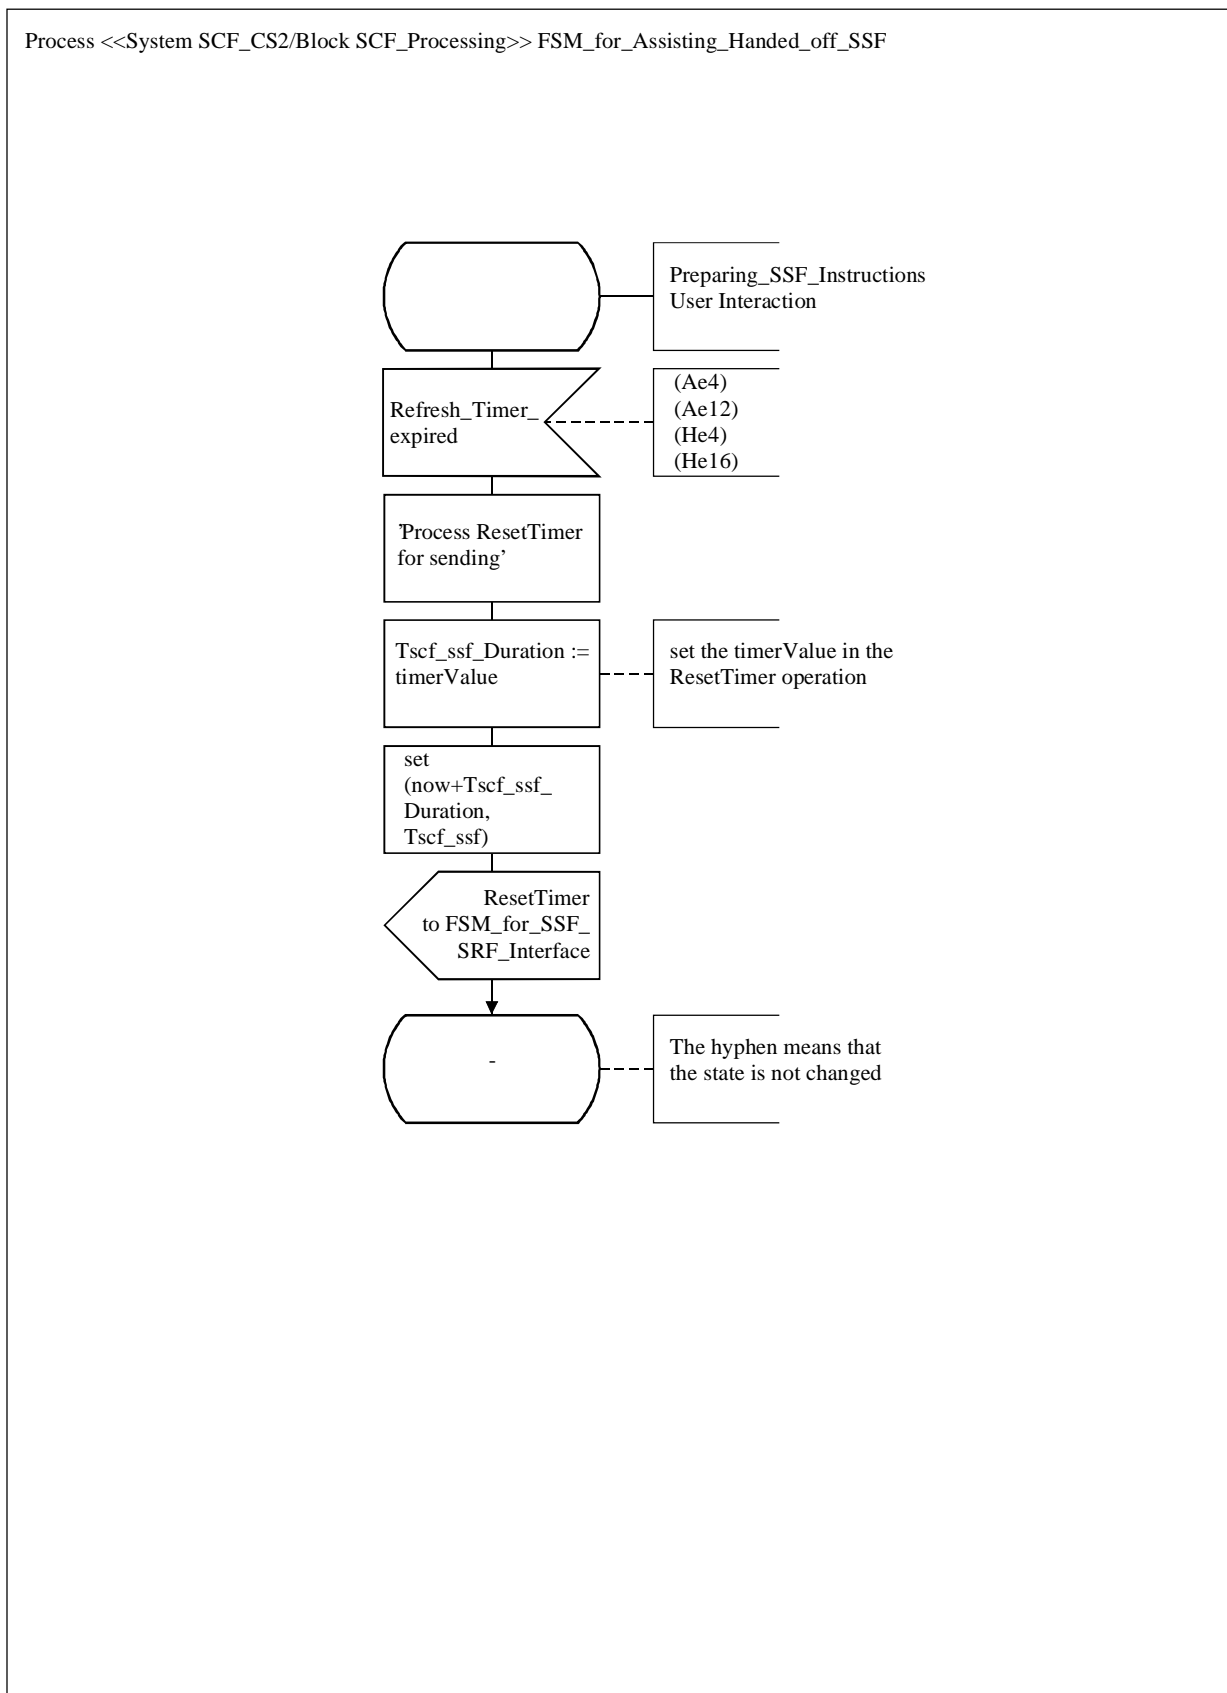 Process <<System SCF_CS2/Block SCF_Processing>> FSM_for_Assisting_Handed_off_SSF
Preparing_SSF_Instructions
User Interaction
Refresh_Timer_
expired
(Ae4)
(Ae12)
(He4)
(He16)
’Process ResetTimer
for sending’
Tscf_ssf_Duration :=
timerValue
set the timerValue in the
ResetTimer operation
set
(now+Tscf_ssf_
Duration,
Tscf_ssf)
ResetTimer
to FSM_for_SSF_
SRF_Interface
-
The hyphen means that
the state is not changed